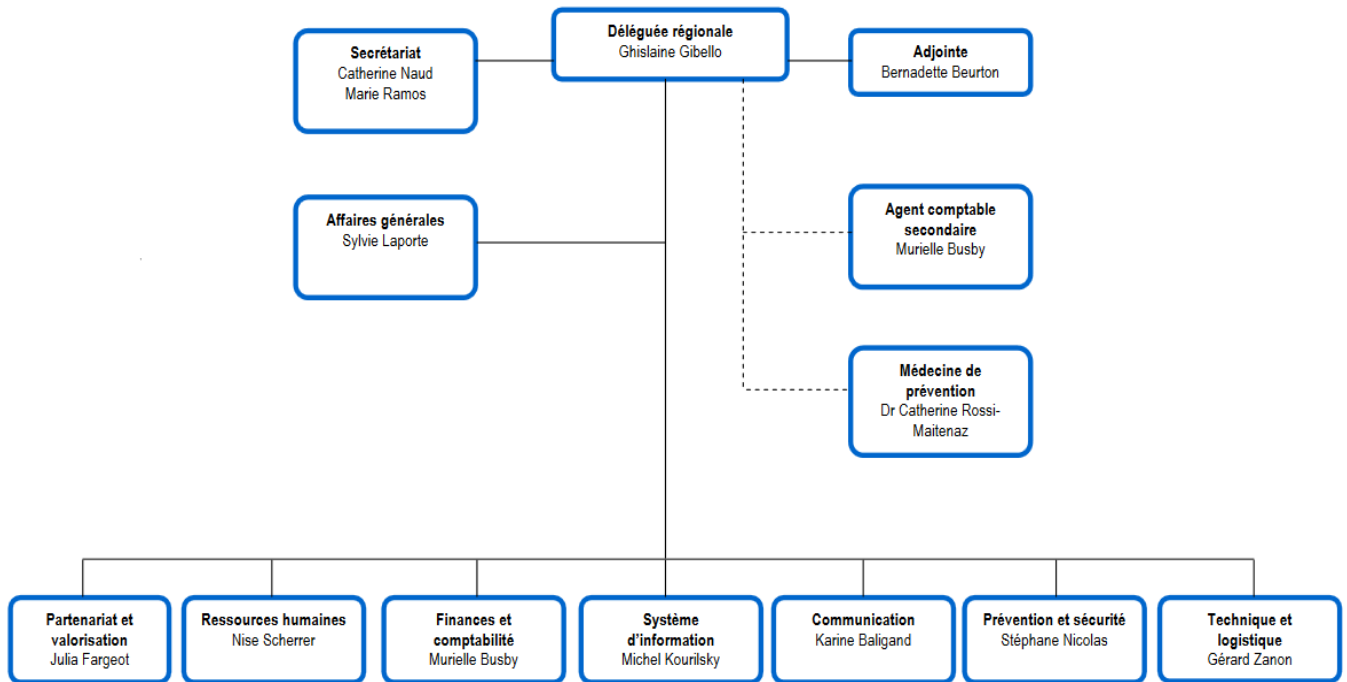 Déléguée régionale
Ghislaine Gibello
Secrétariat
Catherine Naud
Marie Ramos
Adjointe
Bernadette Beurton
Affaires générales
Sylvie Laporte
Agent comptable
secondaire
Murielle Busby
Médecine de
prévention
Dr Catherine Rossi-
Maitenaz
Partenariat et
valorisation
Julia Fargeot
Ressources humaines
Nise Scherrer
Finances et
comptabilité
Murielle Busby
Système
d'information
Michel Kourilsky
Communication
Karine Baligand
Prévention et sécurité
Stéphane Nicolas
Technique et
logistique
Gérard Zanon